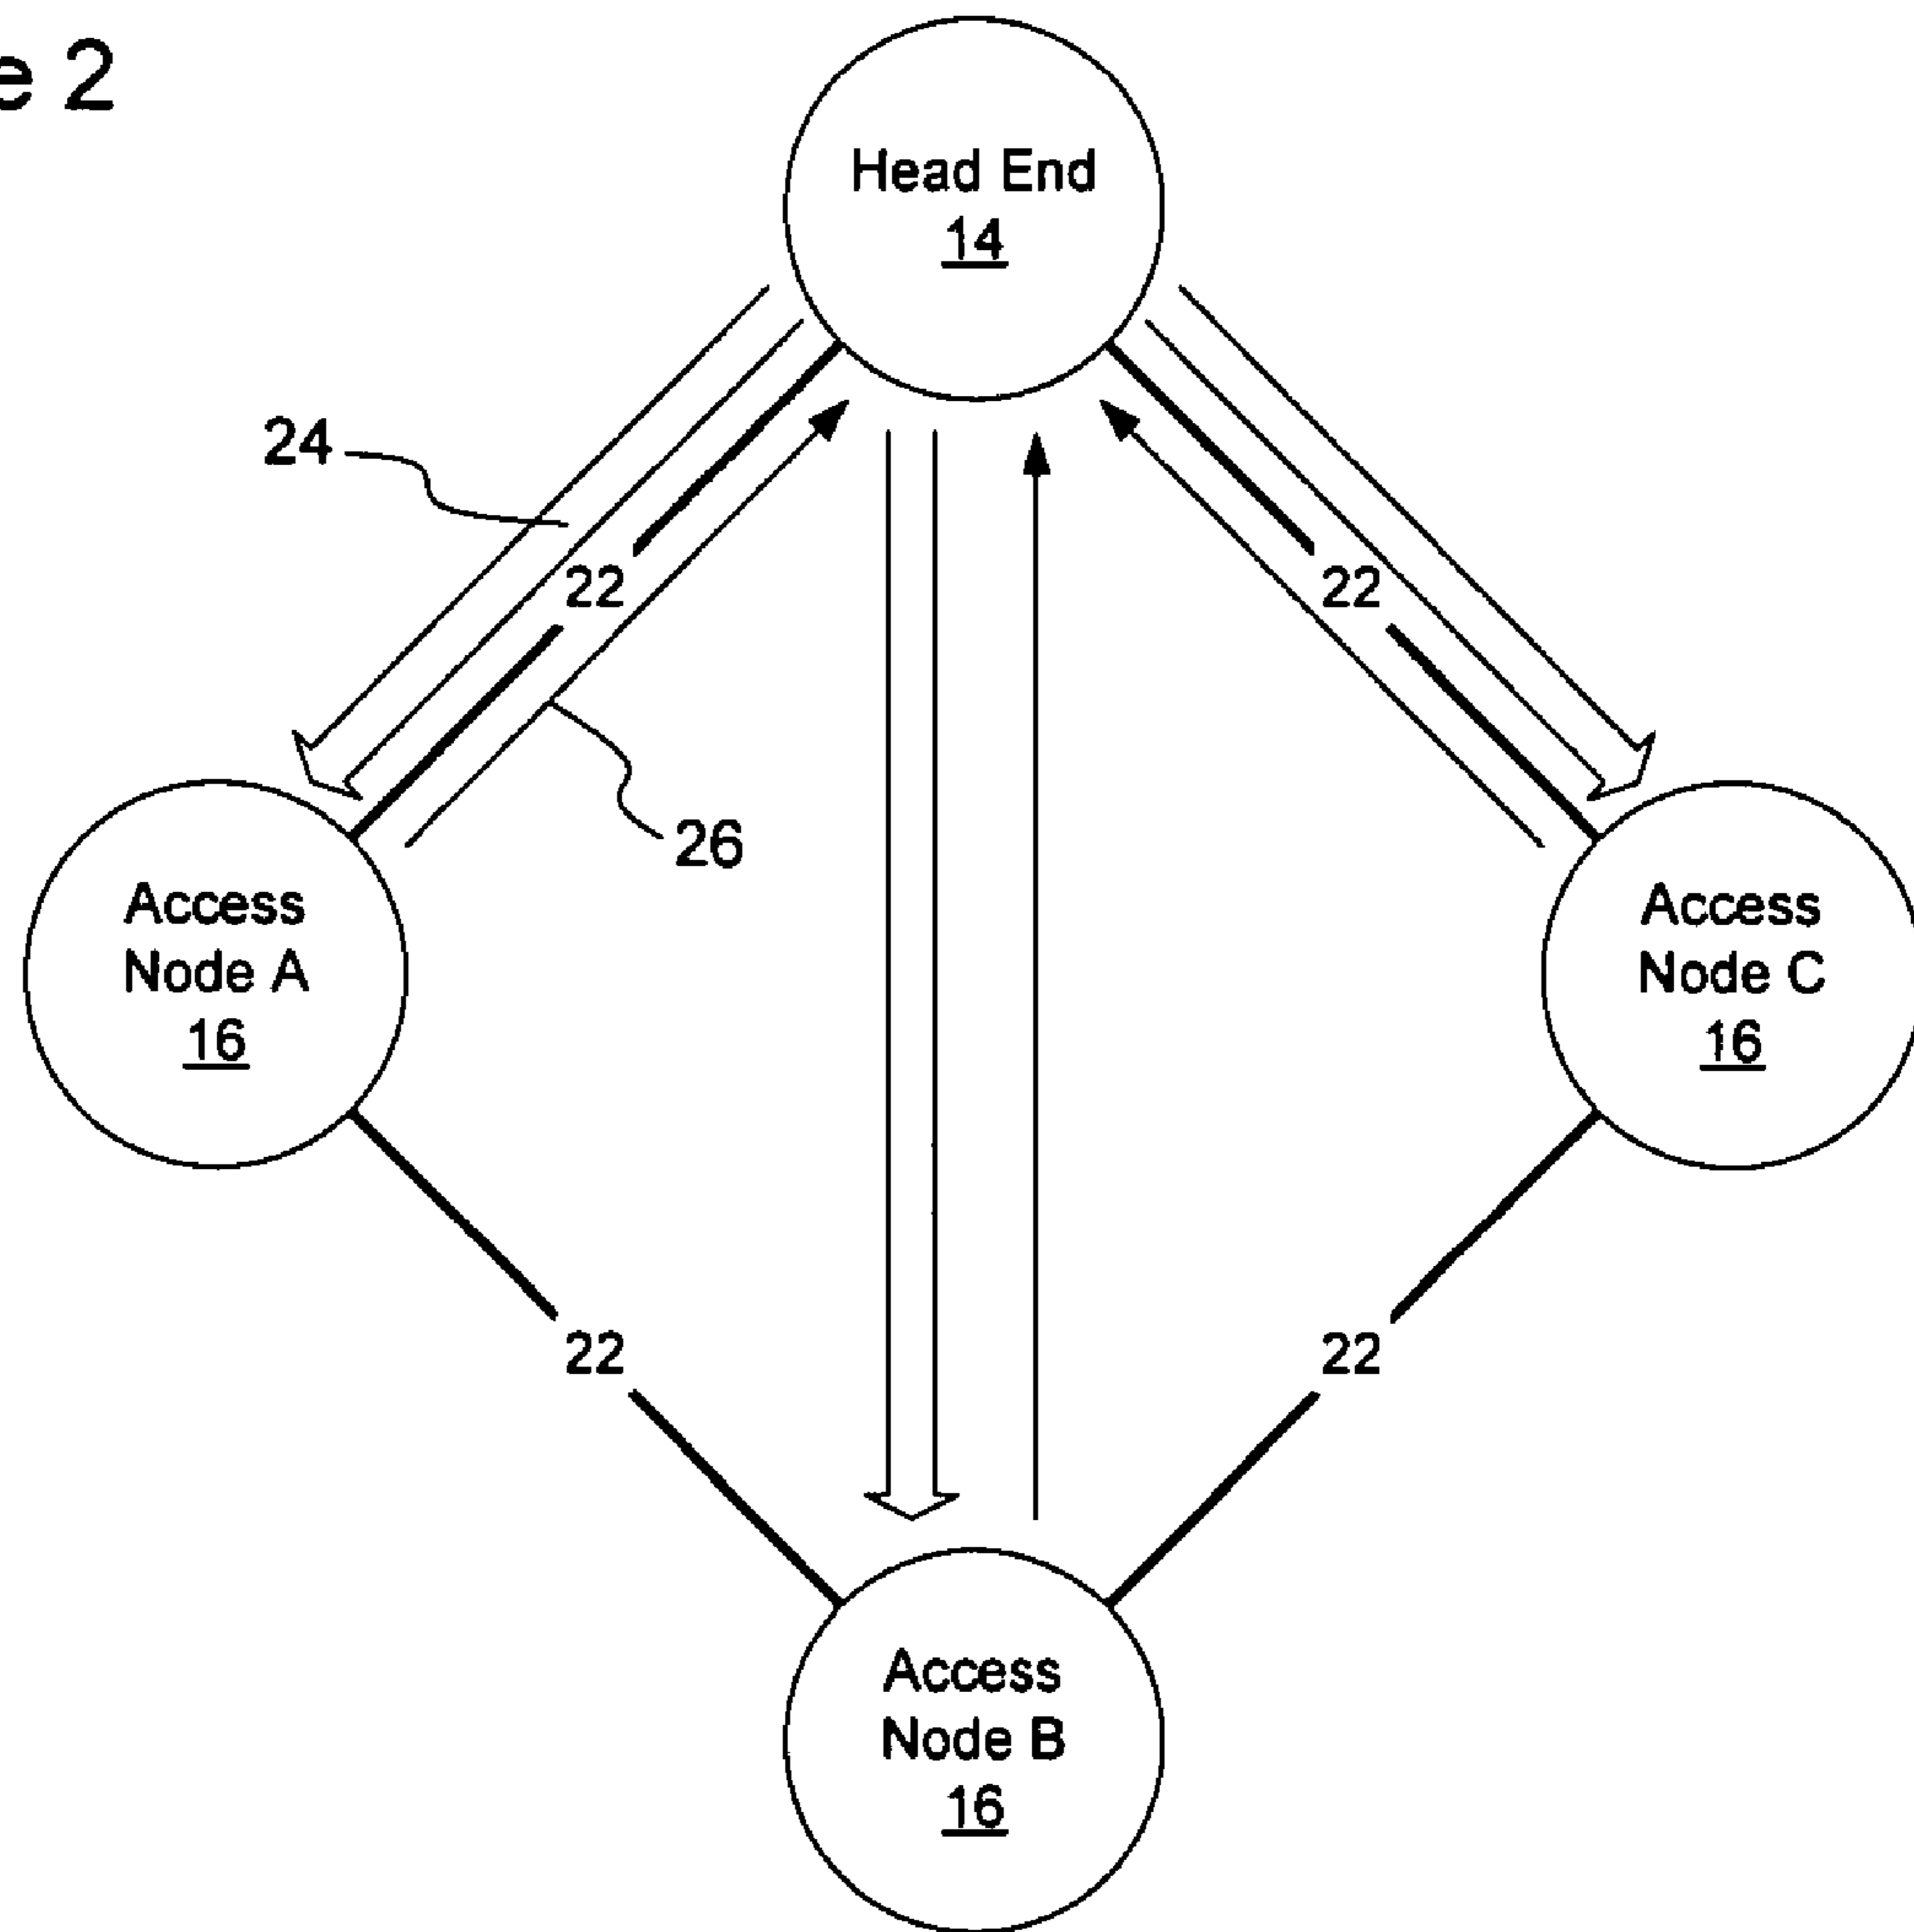 e 2
Head End
14
24
22
22
26
Access
Node A
16
Access
Node C
16
22
22
Access
Node B
16